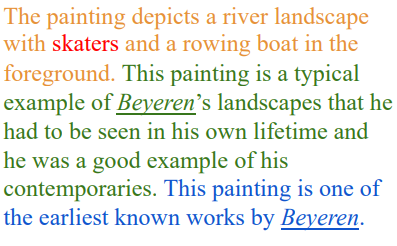 The painting depicts a river landscape
with skaters and a rowing boat in the
foreground. This painting is a typical
example of Beyeren’s landscapes that he
had to be seen in his own lifetime and
he was a good example of his
contemporaries. This painting is one of
the earliest known works by Beyeren.